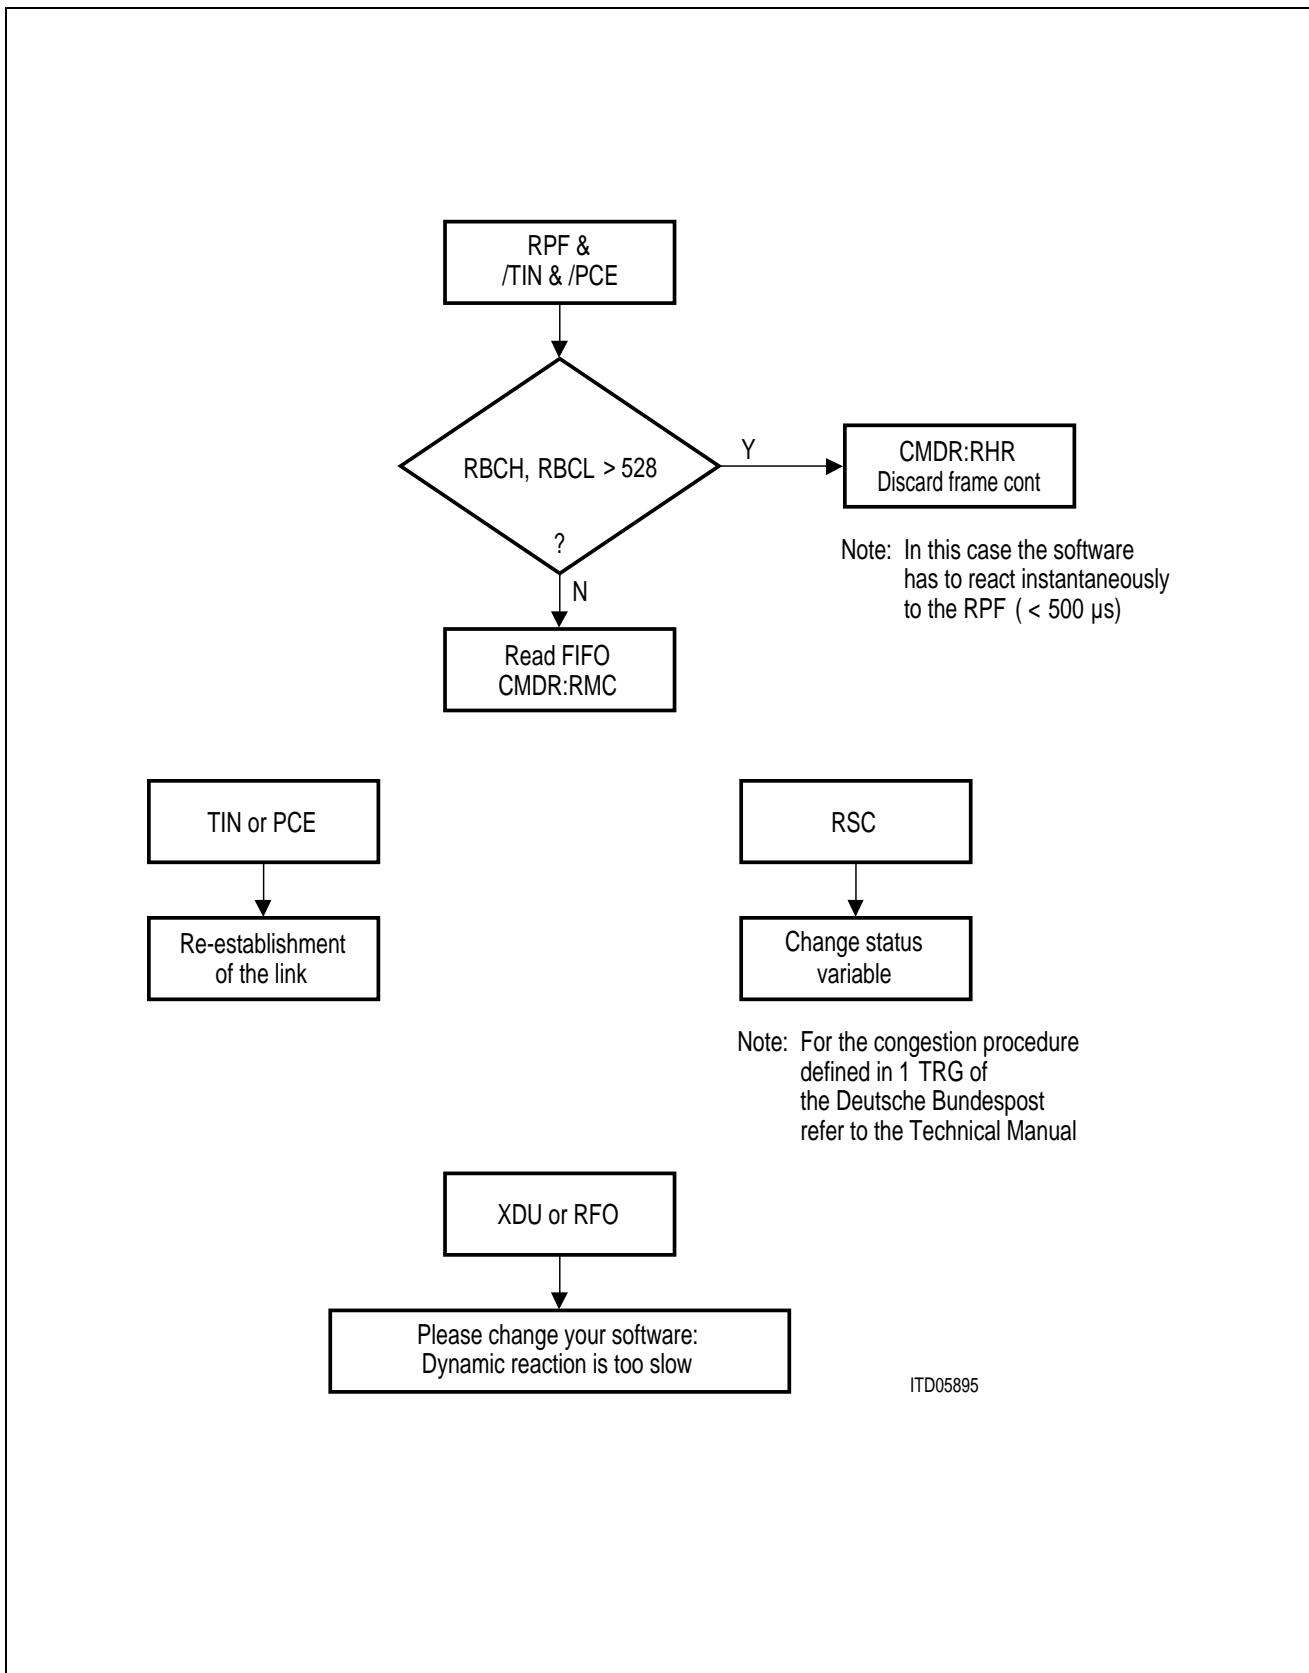 RPF &
/TIN & /PCE
RBCH, RBCL > 528
?
Y
CMDR:RHR
Discard frame cont
Note: In this case the software
has to react instantaneously
to the RPF ( < 500 µs)
N
Read FIFO
CMDR:RMC
TIN or PCE
Re-establishment
of the link
RSC
Change status
variable
Note: For the congestion procedure
defined in 1 TRG of
the Deutsche Bundespost
refer to the Technical Manual
XDU or RFO
Please change your software:
Dynamic reaction is too slow
ITD05895